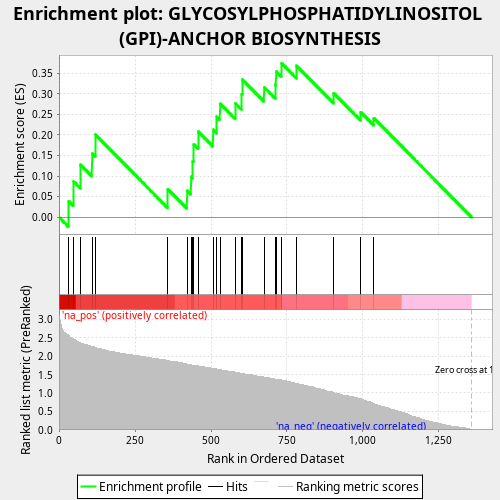 Enrichment plot: GLYCOSYLPHOSPHATIDYLINOSITOL
(GPI)-ANCHOR BIOSYNTHESIS
Enrichment score (ES)
0.35
0.30
0.25
0.20
0.15
0.10
0.05
0.00
'na_pos' (positively correlated)
Ranked list metric (PreRanked)
3.0
2.5
2.0
1.5
1.0
0.5
0.0
Zero cross at 1
'na_neg' (negatively correlated)
0
250
500
750
1,000
1,250
Rank in Ordered Dataset
Enrichment profile
Hits
Ranking metric scores